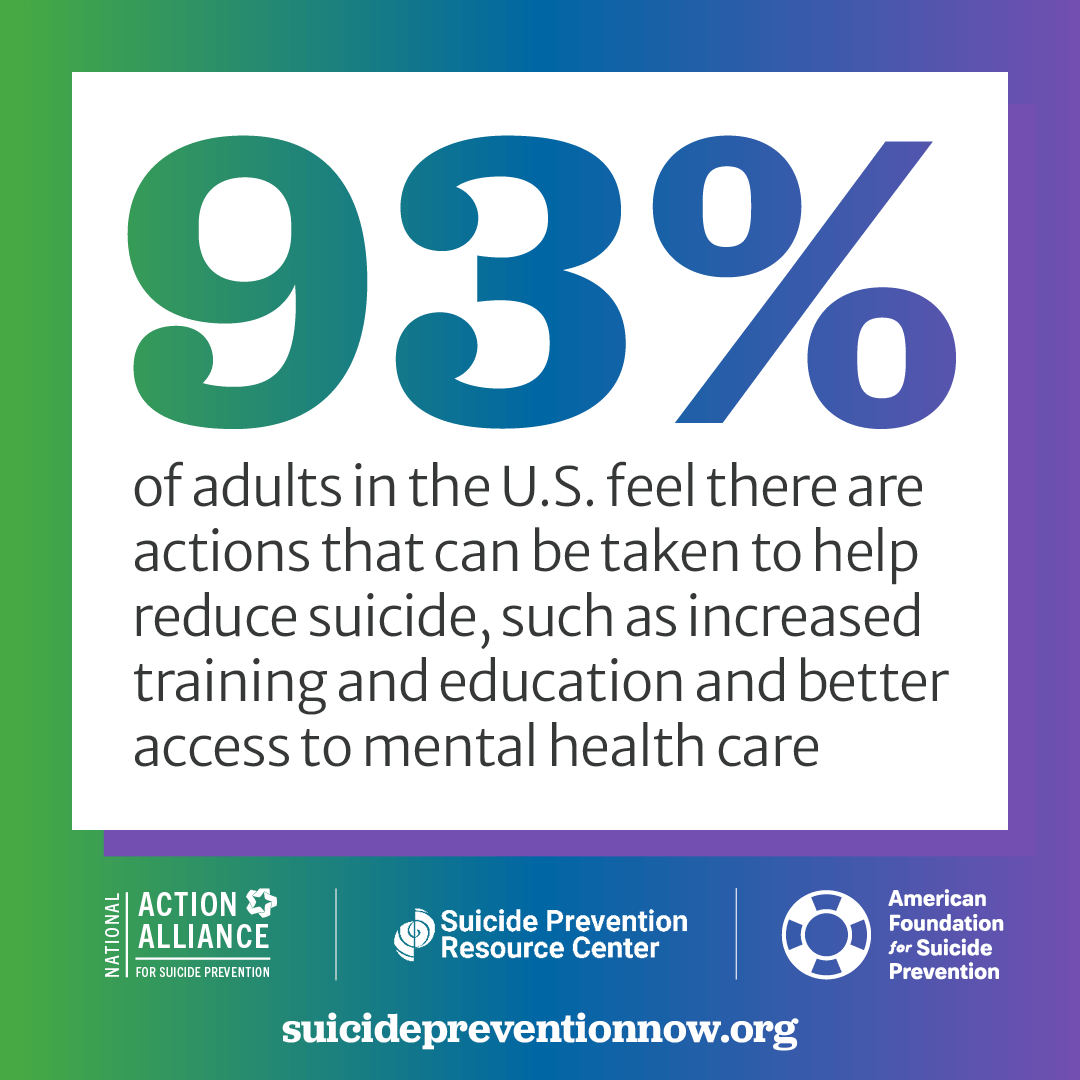 93%
of adults in the U.S. feel there are
actions that can be taken to help
reduce suicide, such as increased
training and education and better
access to mental health care
NATIONAL
ACTION
ALLIANCE
FOR SUICIDE PREVENTION
Suicide Prevention
Resource Center
American
Foundation
for Suicide
Prevention
suicidepreventionnow.org